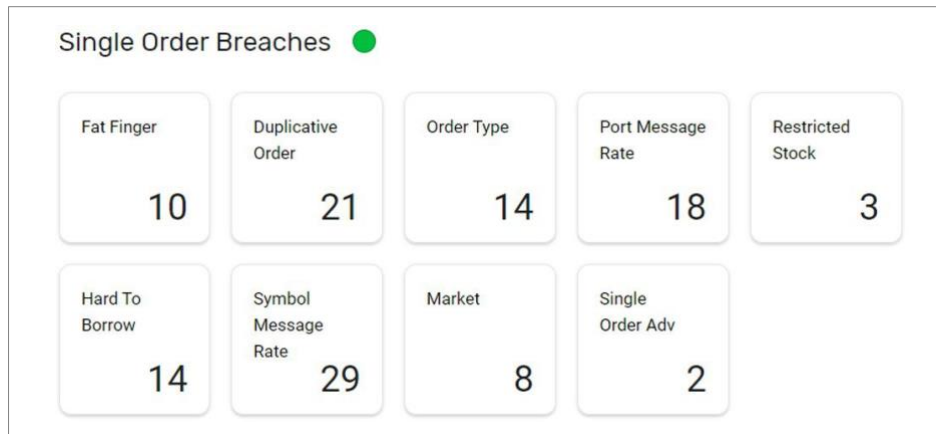 Single Order Breaches
Fat Finger
10
Duplicative
Order
21
Order Type
14
Port Message
Rate
18
Restricted
Stock
3
Hard To
Borrow
14
Symbol
Message
Rate
29
Market
8
Single
Order Adv
2